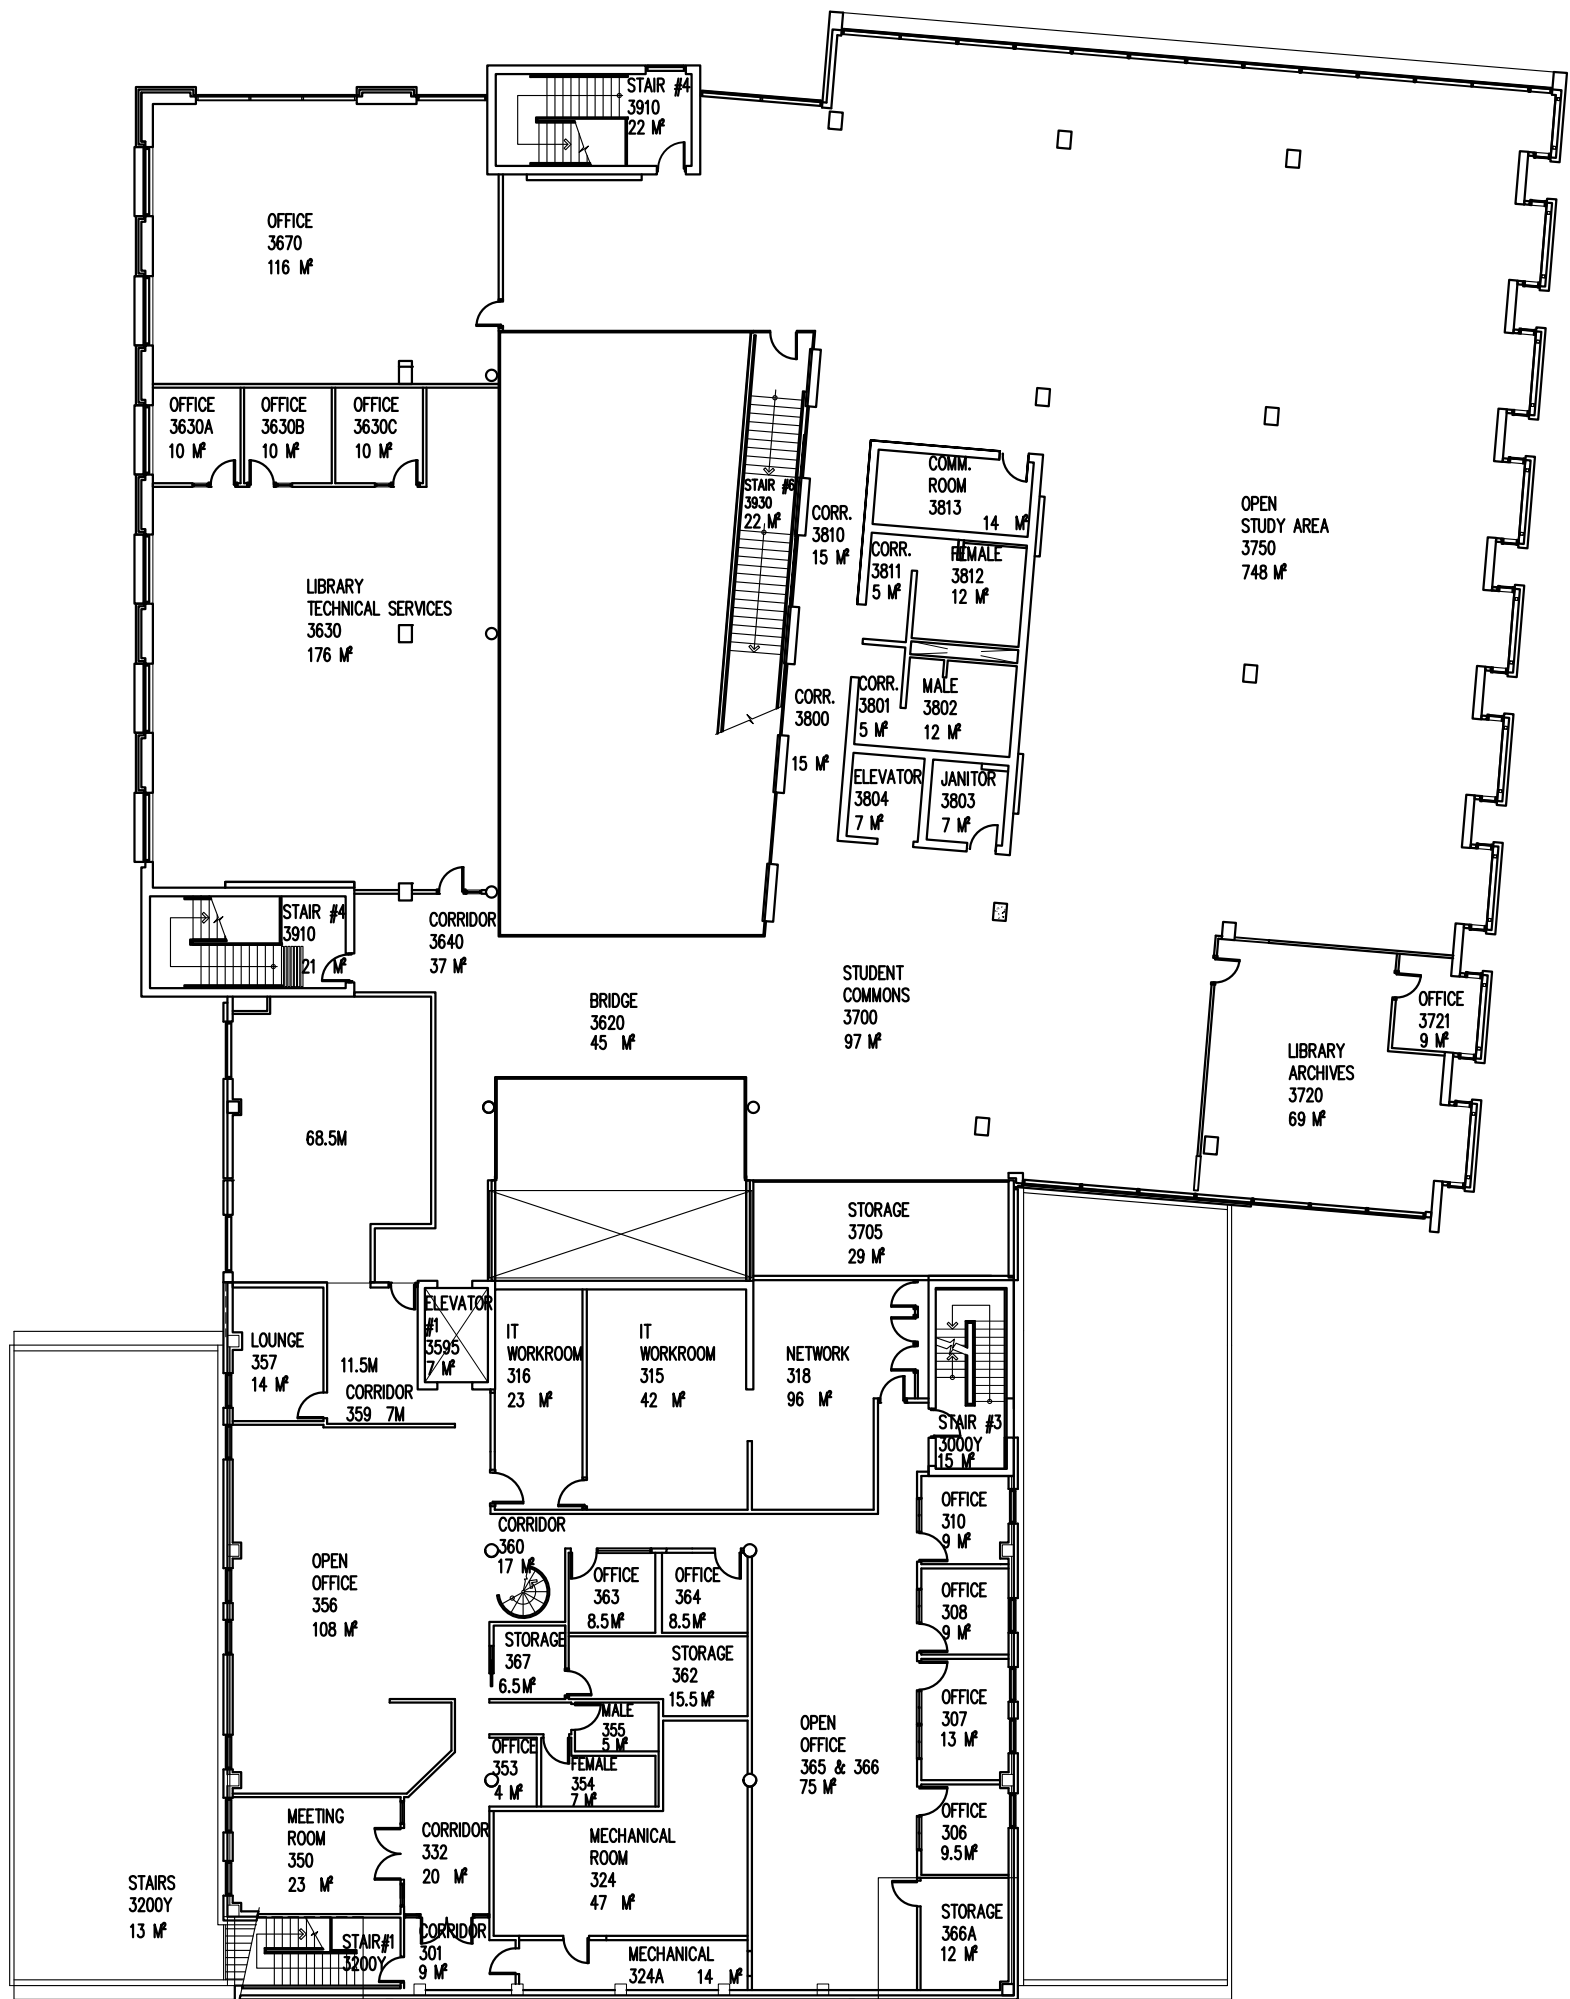 STAIR #4
3910
22 M²
OFFICE
3670
116 M²
OFFICE
3630A
10 M²
OFFICE
3630B
10 M²
OFFICE
3630C
10 M²
STAIR #6
3930
22 M²
CORR.
3810
15 M²
COMM.
ROOM
3813
14 M²
CORR.
3811
5 M²
FEMALE
3812
12 M²
OPEN
STUDY AREA
3750
748 M²
LIBRARY
TECHNICAL SERVICES
3630
176 M²
CORR.
3800
15 M²
CORR.
3801
5 M²
MALE
3802
12 M²
ELEVATOR
3804
7 M²
JANITOR
3803
7 M²
STAIR #4
3910
21 M²
CORRIDOR
3640
37 M²
BRIDGE
3620
45 M²
STUDENT
COMMONS
3700
97 M²
OFFICE
3721
9 M²
LIBRARY
ARCHIVES
3720
69 M²
68.5M
STORAGE
3705
29 M²
LOUNGE
357
14 M²
11.5M
CORRIDOR
359 7M
ELEVATOR
#1
3595
7 M²
IT
WORKROOM
316
23 M²
IT
WORKROOM
315
42 M²
NETWORK
318
96 M²
STAIR #3
3000Y
15 M²
OFFICE
310
9 M²
CORRIDOR
360
17 M²
OPEN
OFFICE
356
108 M²
OFFICE
363
8.5M²
OFFICE
364
8.5M²
OFFICE
308
9 M²
STORAGE
367
6.5M²
STORAGE
362
15.5M²
OFFICE
307
13 M²
MALE
355
5 M²
OFFICE
353
4 M²
FEMALE
354
7 M²
OPEN
OFFICE
365 & 366
75 M²
OFFICE
306
9.5M²
MEETING
ROOM
350
23 M²
CORRIDOR
332
20 M²
MECHANICAL
ROOM
324
47 M²
STAIRS
3200Y
13 M²
STAIR#1
3200Y
CORRIDOR
301
9 M²
MECHANICAL
324A 14 M²
STORAGE
366A
12 M²